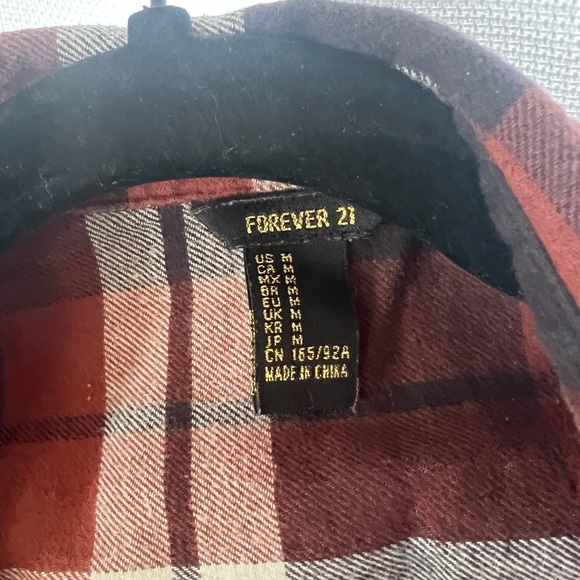 FOREVER 21
US M
CA M
MX M
BR M
EU M
UK M
KR M
JP M
CN 165/92A
MADE IN CHINA